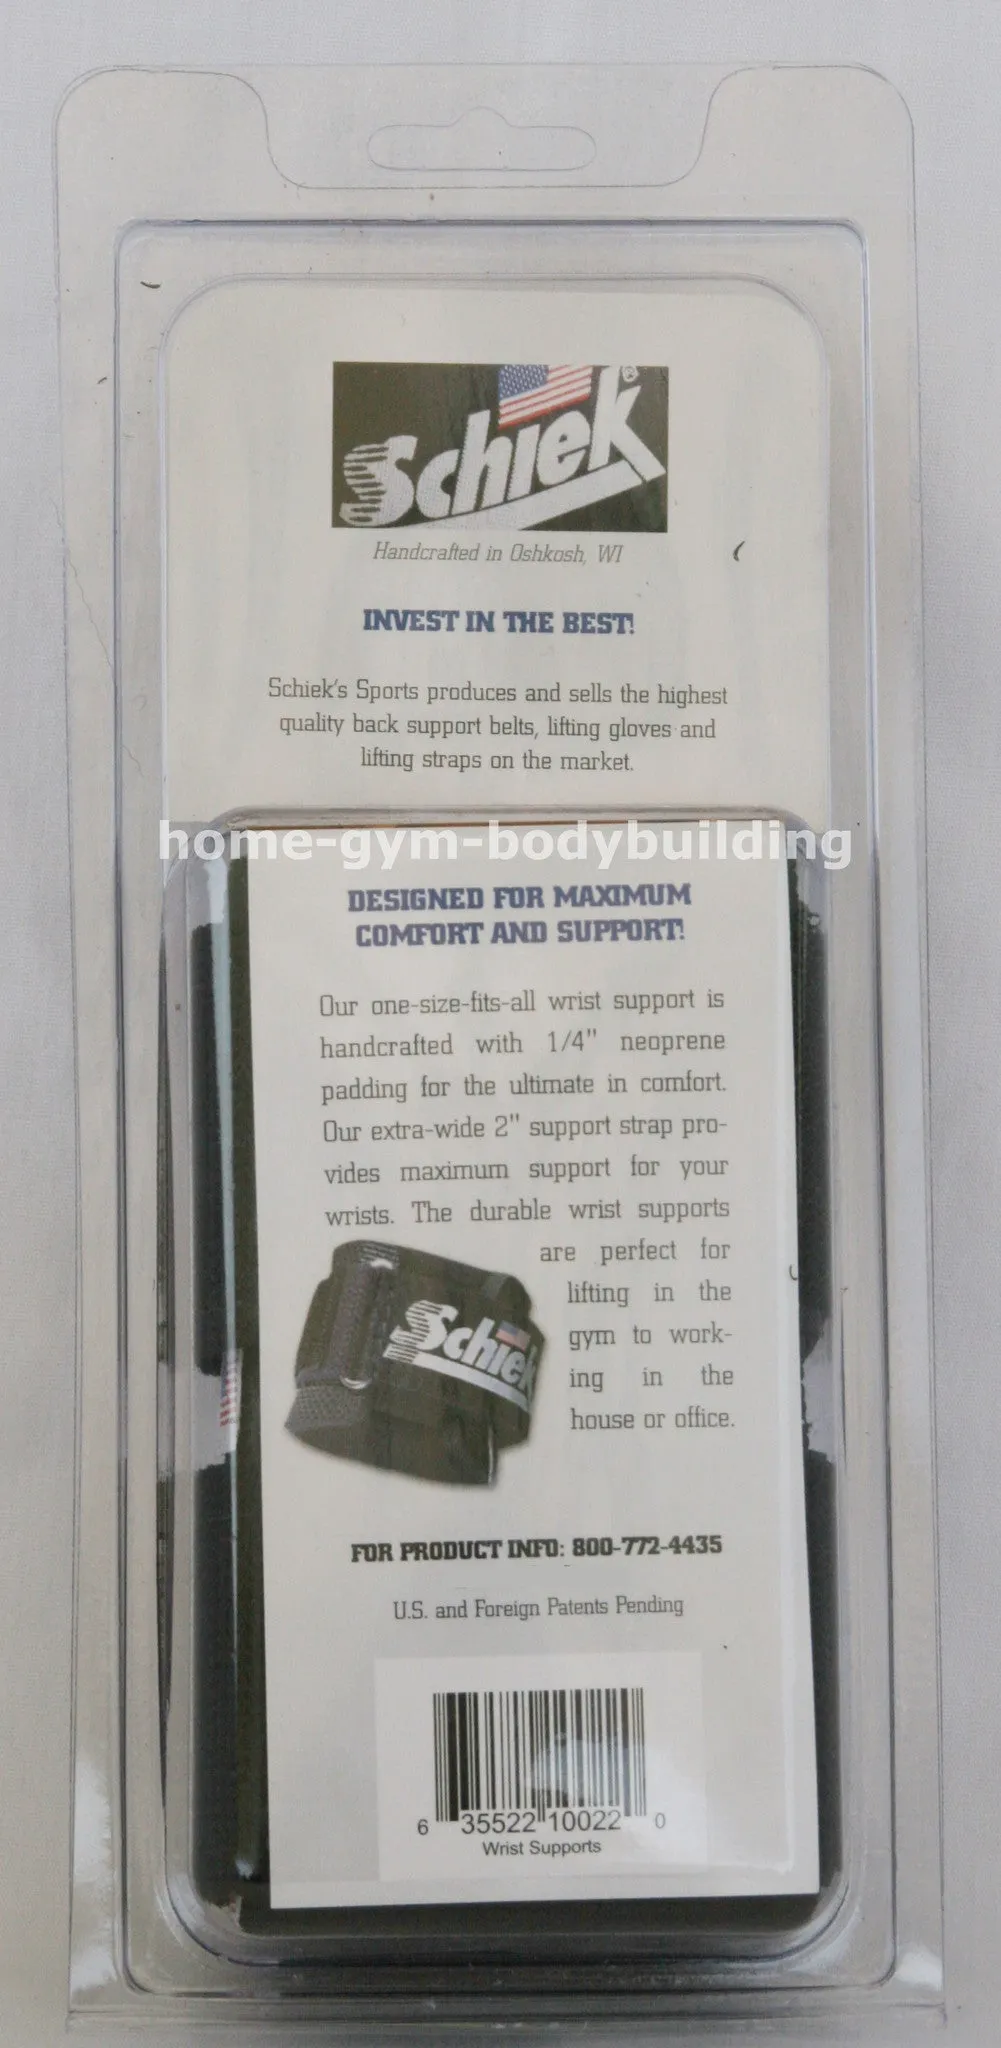 Schiek®
Handcrafted in Oshkosh, WI
INVEST IN THE BEST!
Schiek's Sports produces and sells the highest
quality back support belts, lifting gloves and
lifting straps on the market.
home-gym-bodybuilding
DESIGNED FOR MAXIMUM
COMFORT AND SUPPORT!
Our one-size-fits-all wrist support is
handcrafted with 1/4" neoprene
padding for the ultimate in comfort.
Our extra-wide 2" support strap pro-
vides maximum support for your
wrists. The durable wrist supports
are perfect for
lifting in the
gym to work-
ing in the
house or office.
Schiek
FOR PRODUCT INFO: 800-772-4435
U.S. and Foreign Patents Pending
6 35522 10022 0
Wrist Supports